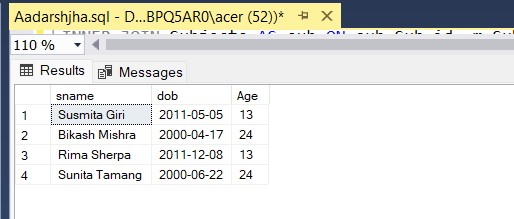 Aadarshjha.sql - D...BPQ5AR0\acer (52))*
110 %
INNER JOIN Subjects AS sub ON sub.Sub_id
Results Messages
sname dob Age
1 Susmita Giri 2011-05-05 13
2 Bikash Mishra 2000-04-17 24
3 Rima Sherpa 2011-12-08 13
4 Sunita Tamang 2000-06-22 24